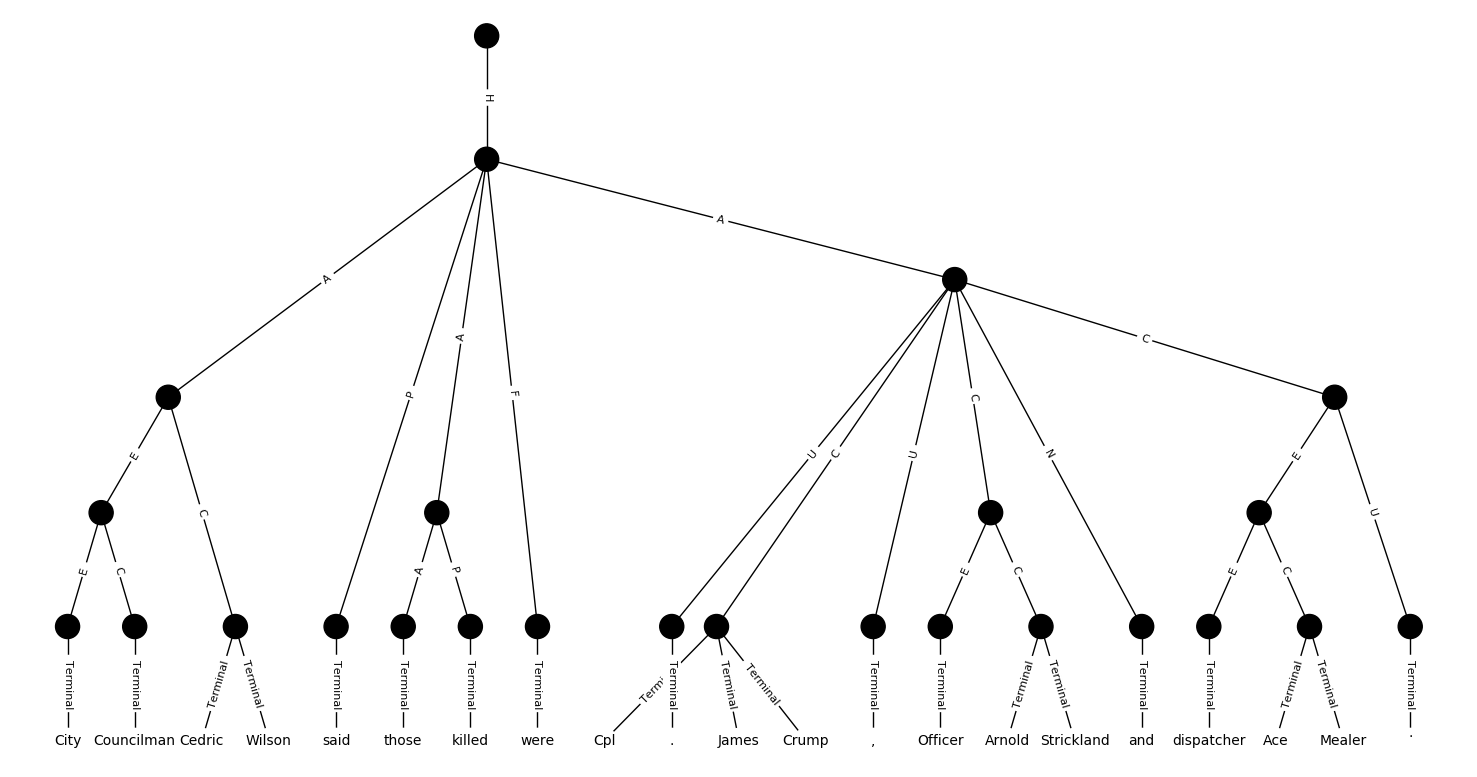 H
A
A
E
P
A
F
U
C
U
C
N
C
E
C
E
C
A
P
E
C
E
U
E
C
Terminal Terminal Terminal Terminal Terminal Terminal Terminal Terminal Terminal Terminal Terminal Terminal Terminal Terminal Terminal Terminal Terminal Terminal Terminal Terminal
City Councilman Cedric Wilson said those killed were Cpl . James Crump , Officer Arnold Strickland and dispatcher Ace Mealer .